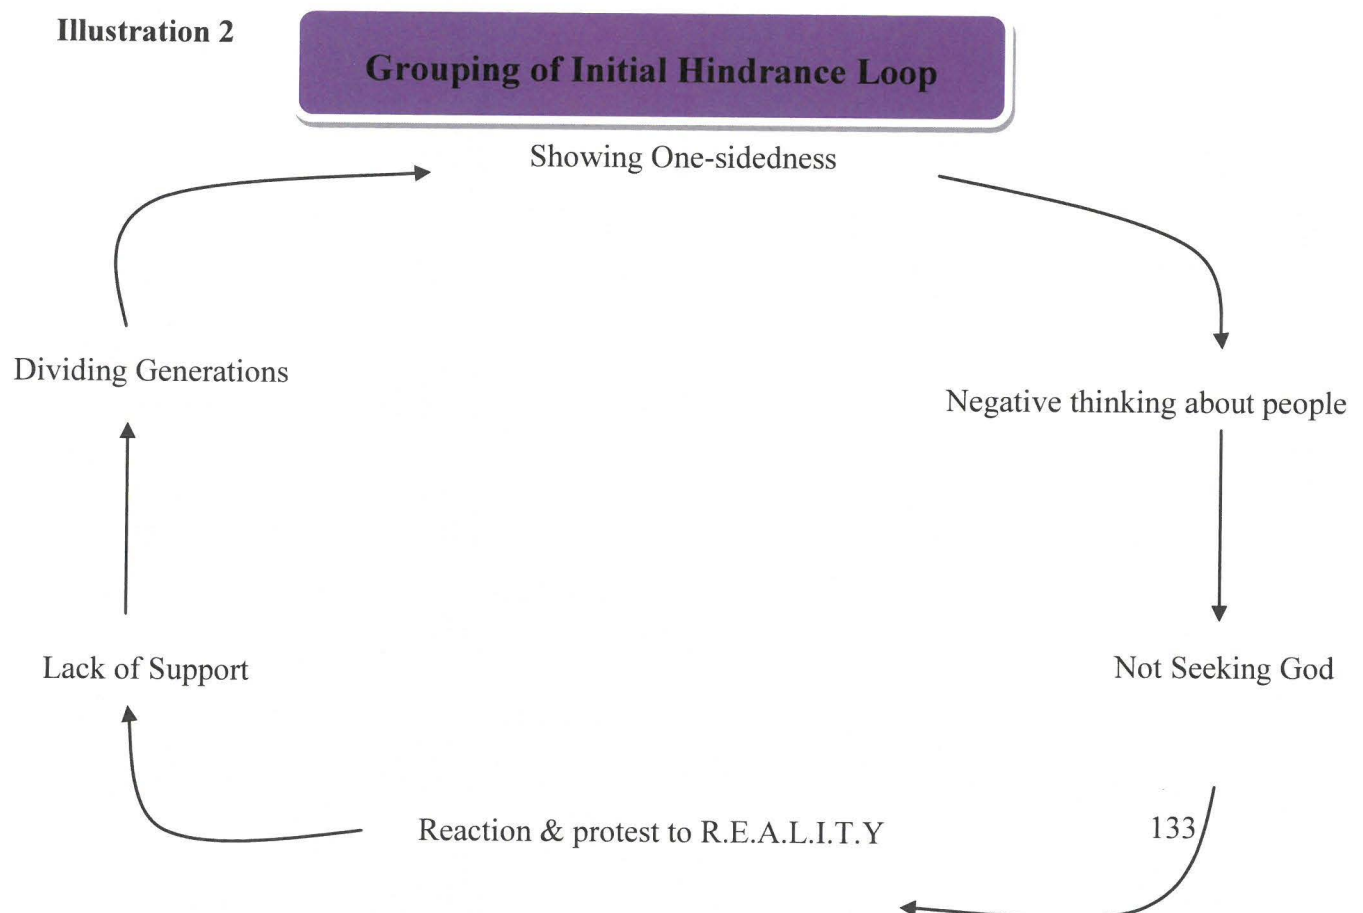 Illustration 2
Grouping of Initial Hindrance Loop
Showing One-sidedness
Dividing Generations
Negative thinking about people
Lack of Support
Not Seeking God
Reaction & protest to R.E.A.L.I.T.Y
133